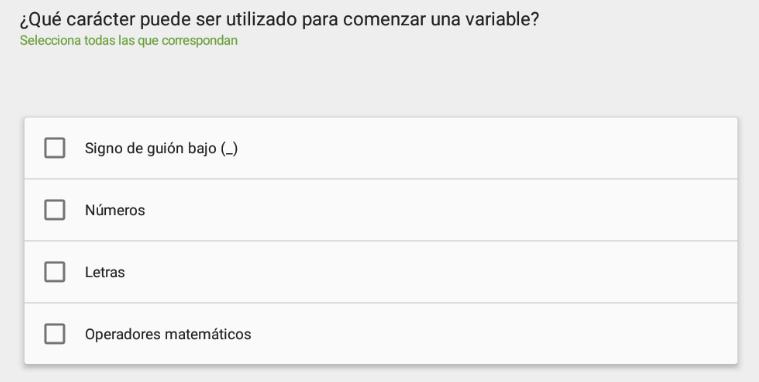 ¿Qué carácter puede ser utilizado para comenzar una variable?
Selecciona todas las que correspondan
Signo de guión bajo (_)
Números
Letras
Operadores matemáticos